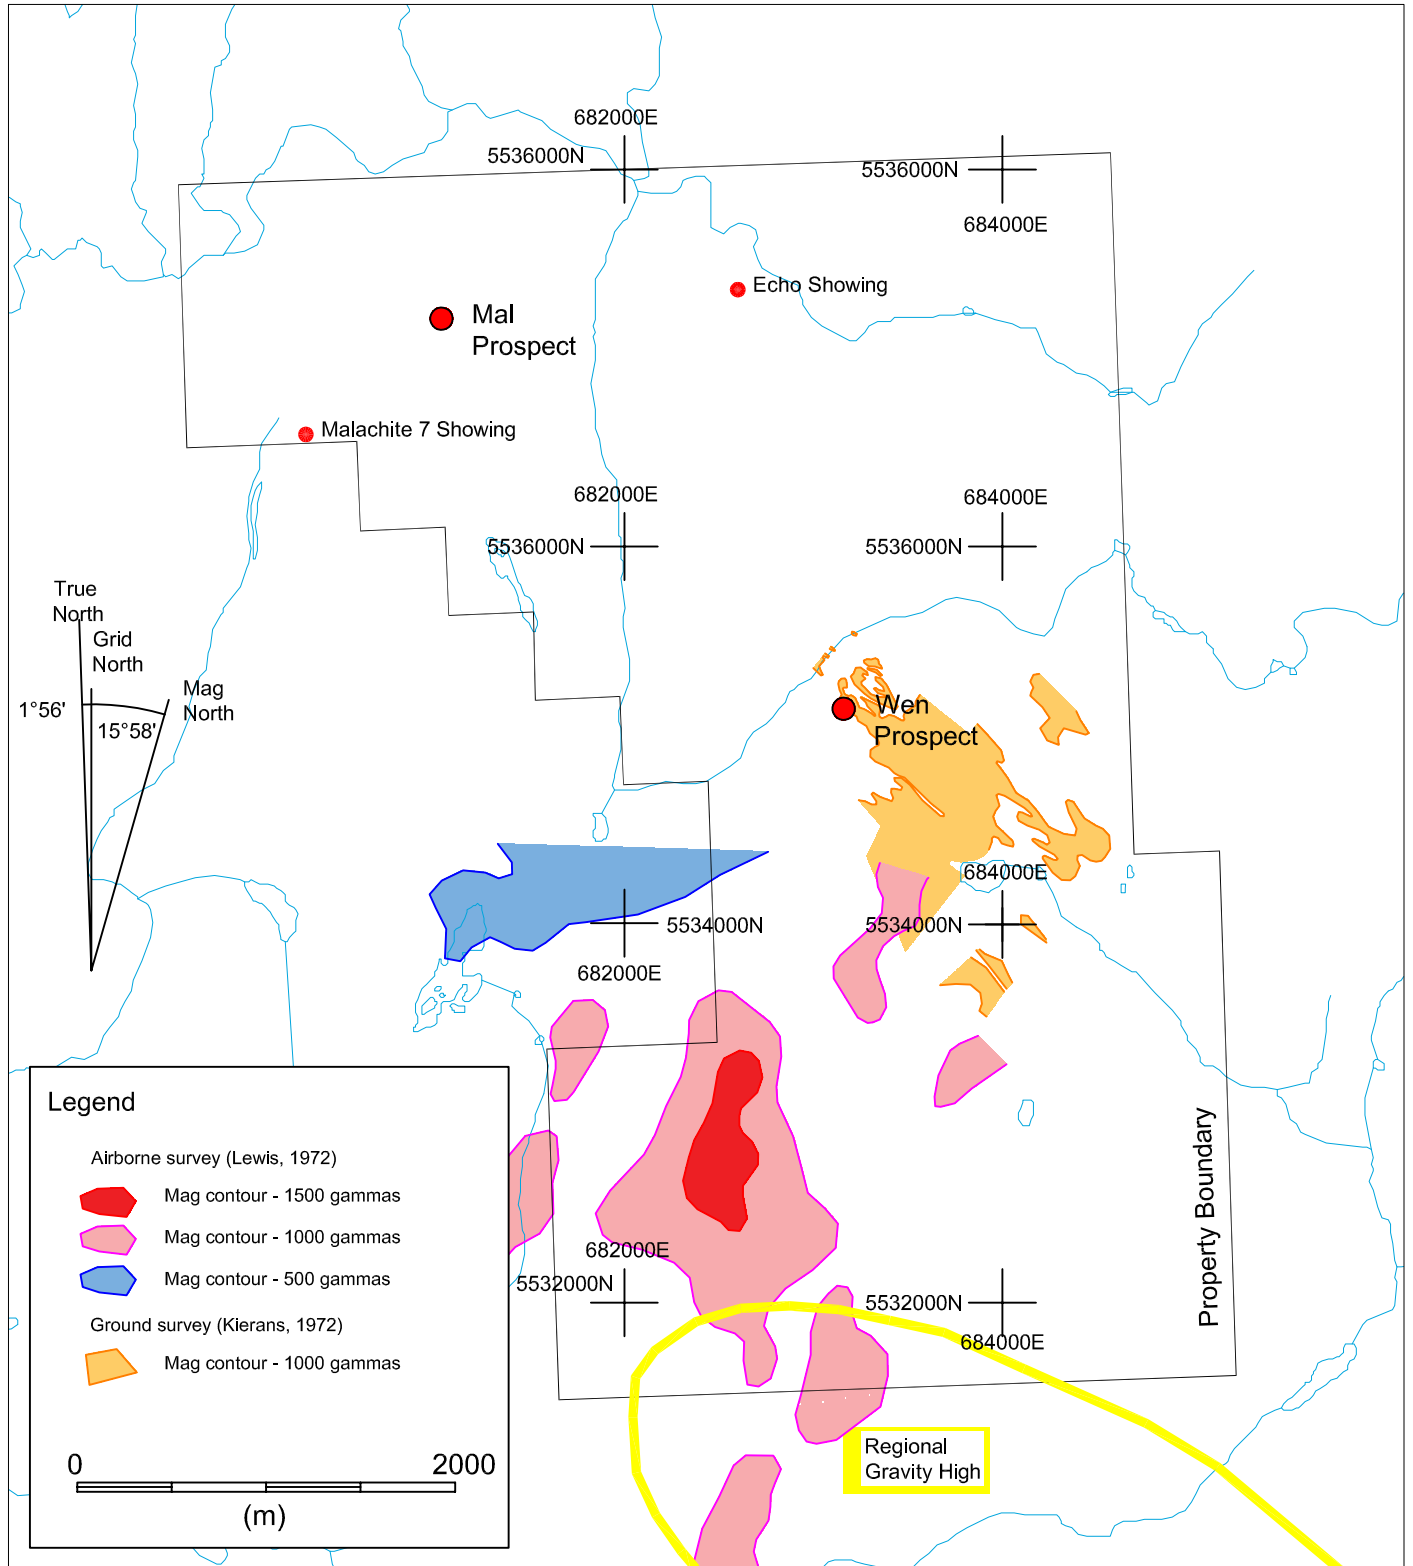 682000E
5536000N
5536000N
684000E
Echo Showing
Mal
Prospect
Malachite 7 Showing
682000E
684000E
5536000N
5536000N
True
North
Grid
North
Mag
North
1°56'
15°58'
Wen
Prospect
684000E
5534000N
5534000N
682000E
Legend
Airborne survey (Lewis, 1972)
Mag contour - 1500 gammas
Mag contour - 1000 gammas
Mag contour - 500 gammas
Ground survey (Kierans, 1972)
Mag contour - 1000 gammas
0
2000
(m)
682000E
5532000N
5532000N
684000E
Property Boundary
Regional
Gravity High